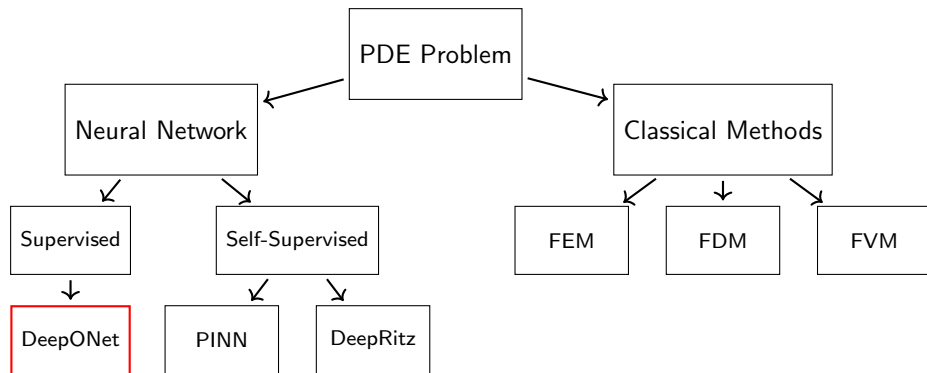 PDE Problem
Neural Network
Classical Methods
Supervised
Self-Supervised
FEM
FDM
FVM
DeepONet
PINN
DeepRitz